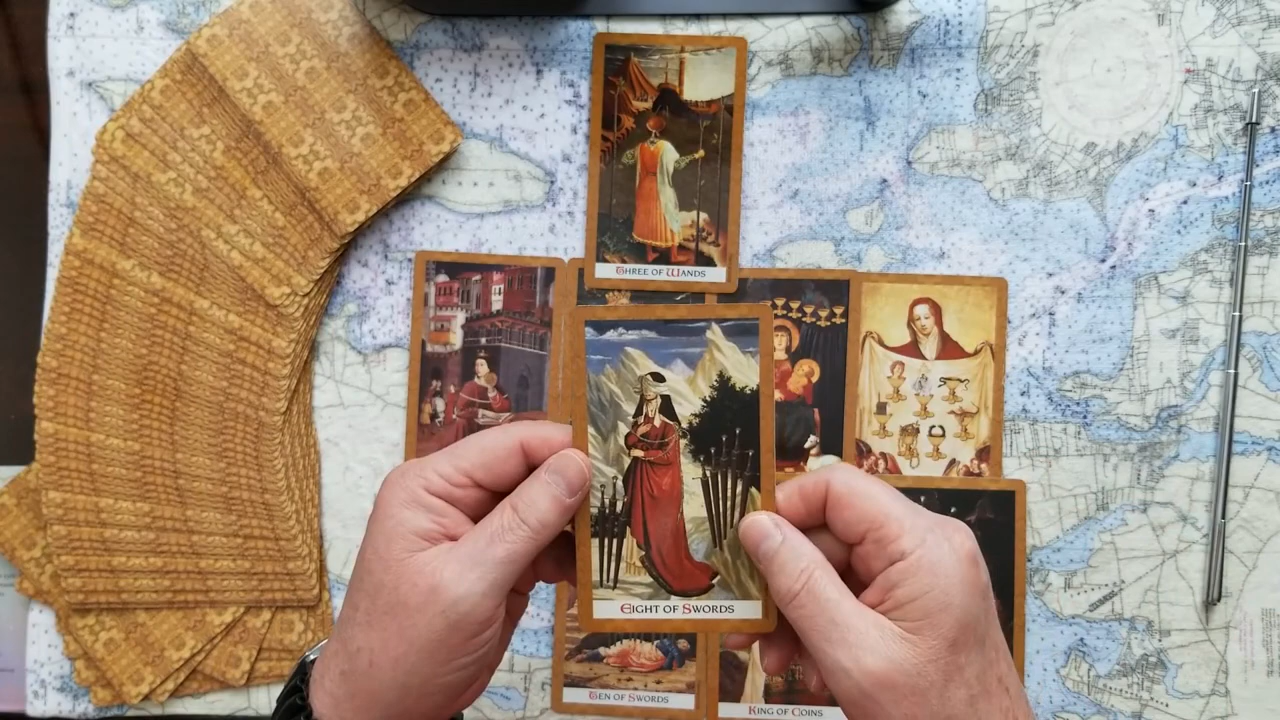 Three of Wands
Eight of Swords
Ten of Swords
King of Coins